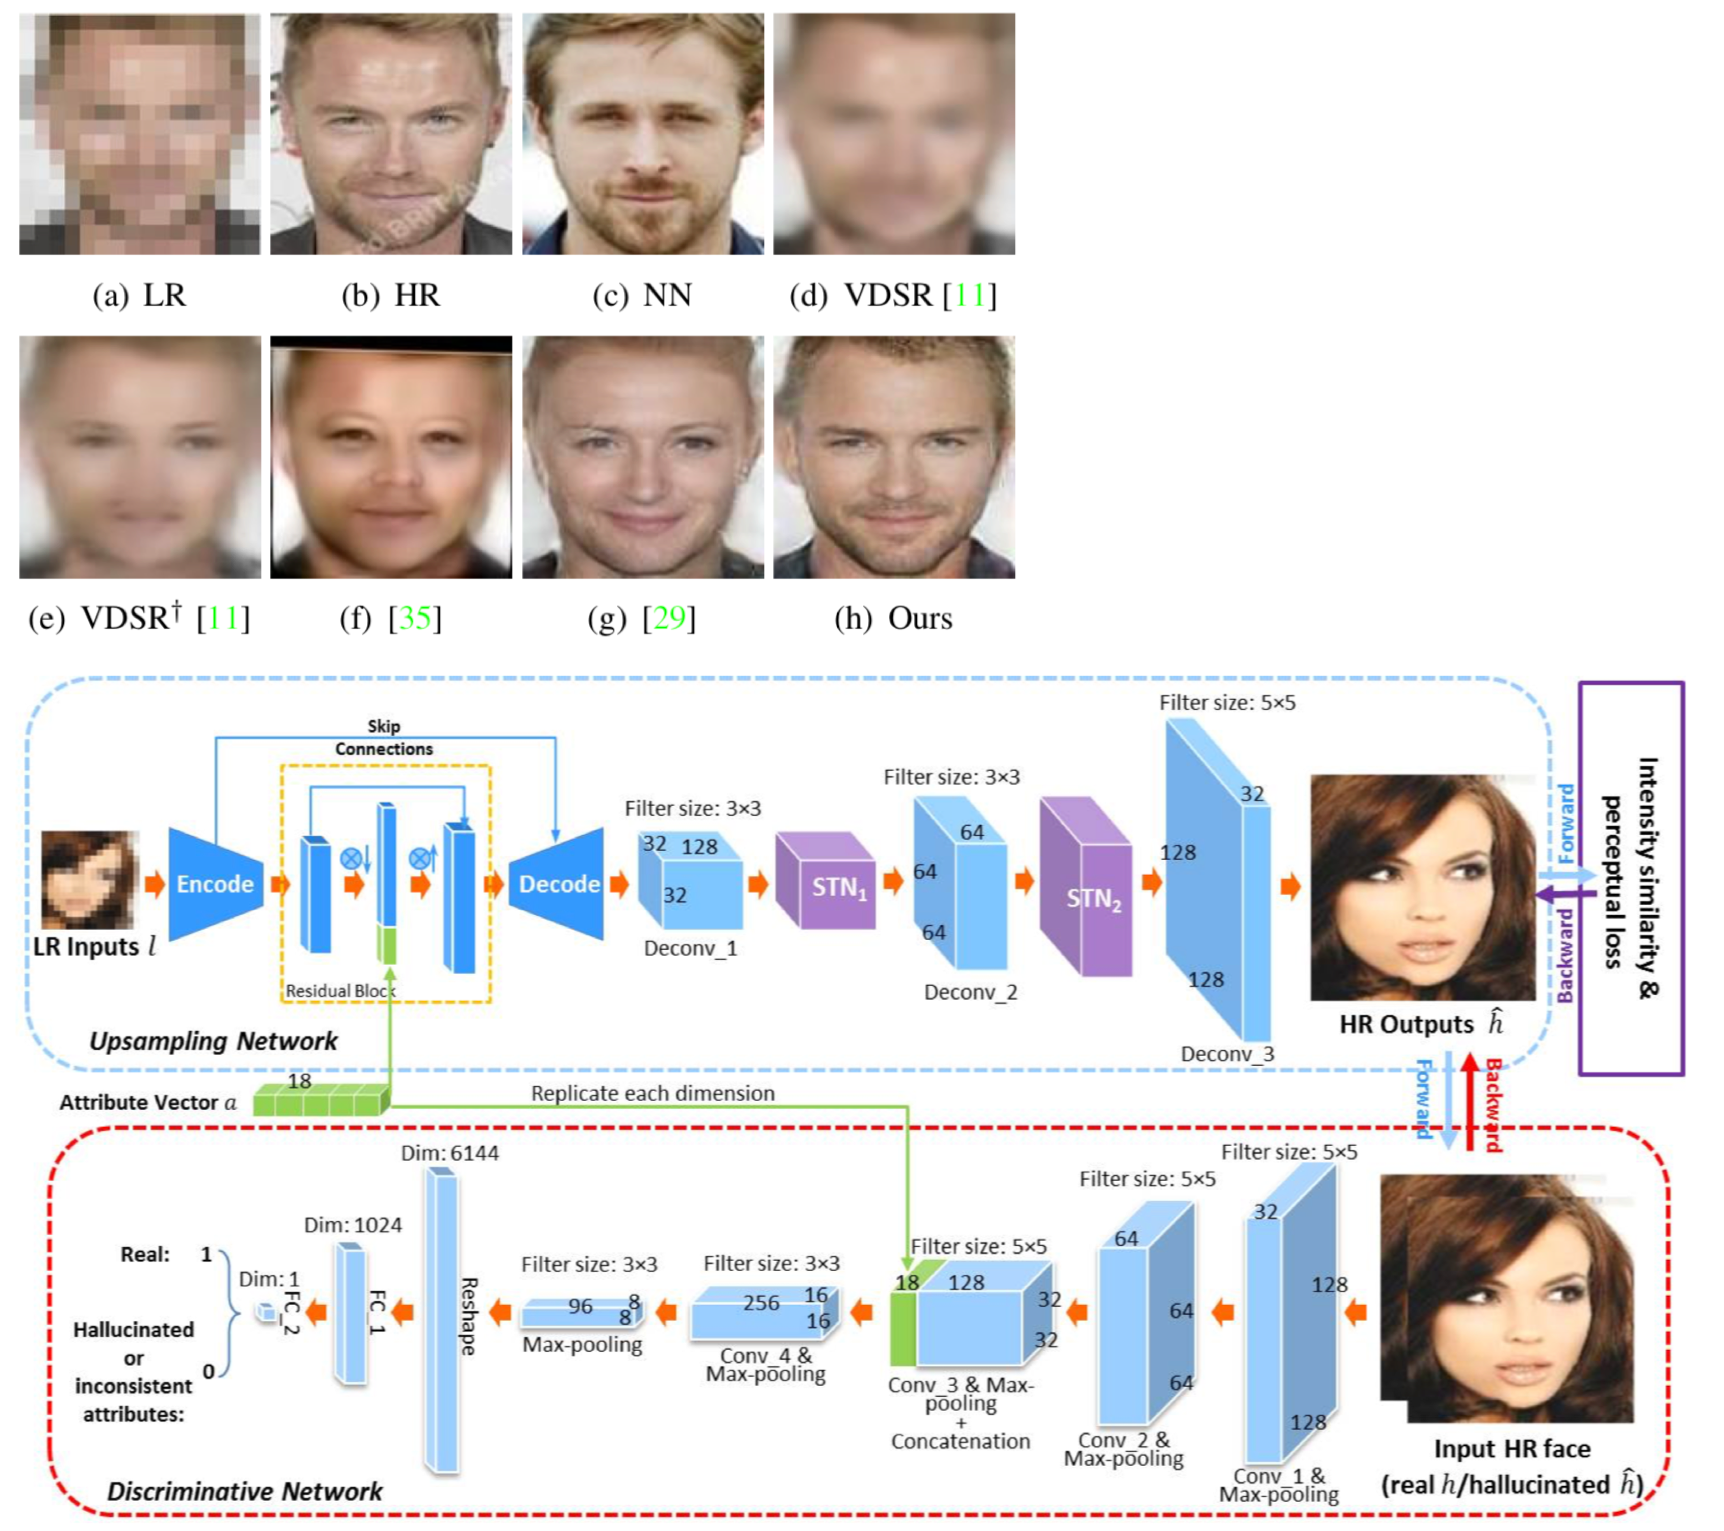 (a) LR
(b) HR
(c) NN
(d) VDSR [11]
(e) VDSR† [11]
(f) [35]
(g) [29]
(h) Ours
Skip
Connections
LR Inputs l
Encode
Residual Block
Decode
Filter size: 3×3
32 128
32
Deconv_1
STN₁
Filter size: 3×3
64
64
64
Deconv_2
STN₂
Filter size: 5×5
32
128
128
Deconv_3
HR Outputs ĥ
Forward
Backward
Intensity similarity &
perceptual loss
Upsampling Network
Forward
Backward
Attribute Vector a
18
Replicate each dimension
Real: 1
Hallucinated
or
inconsistent
attributes:
0
Dim: 1
FC_2
Dim: 1024
FC_1
Dim: 6144
Reshape
Filter size: 3×3
96 8
8
Max-pooling
Filter size: 3×3
256 16
16
Conv_4 &
Max-pooling
Filter size: 5×5
18 128
32
32
Conv_3 & Max-
pooling
+
Concatenation
Filter size: 5×5
64
64
64
Conv_2 &
Max-pooling
Filter size: 5×5
32
128
128
Conv_1 &
Max-pooling
Input HR face
(real h/hallucinated ĥ)
Discriminative Network